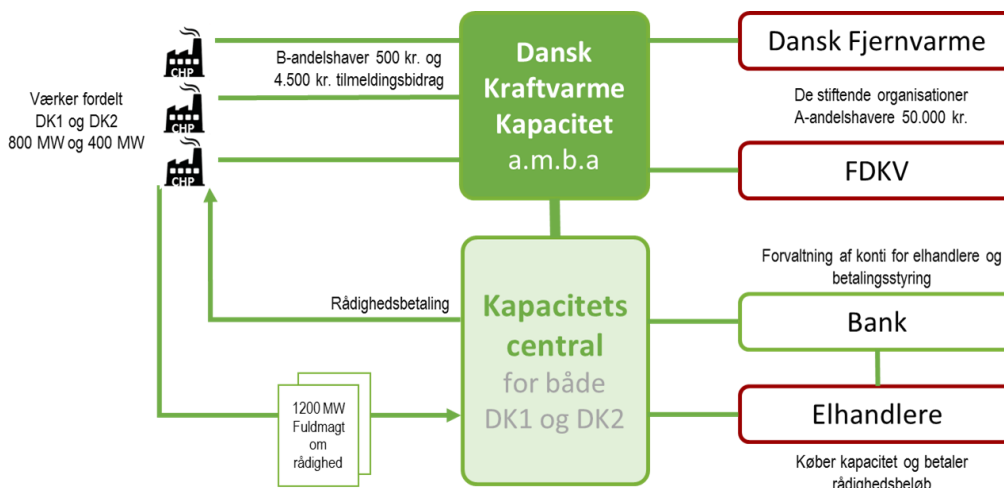 CHP
CHP
CHP
Værker fordelt
DK1 og DK2
800 MW og 400 MW
B-andelshaver 500 kr. og
4.500 kr. tilmeldingsbidrag
Dansk
Kraftvarme
Kapacitet
a.m.b.a
Dansk Fjernvarme
De stiftende organisationer
A-andelshavere 50.000 kr.
FDKV
Rådighedsbetaling
Kapacitets
central
for både
DK1 og DK2
Forvaltning af konti for elhandlere og
betalingsstyring
Bank
1200 MW
Fuldmagt
om
rådighed
Elhandlere
Køber kapacitet og betaler
rådighedsbeløb